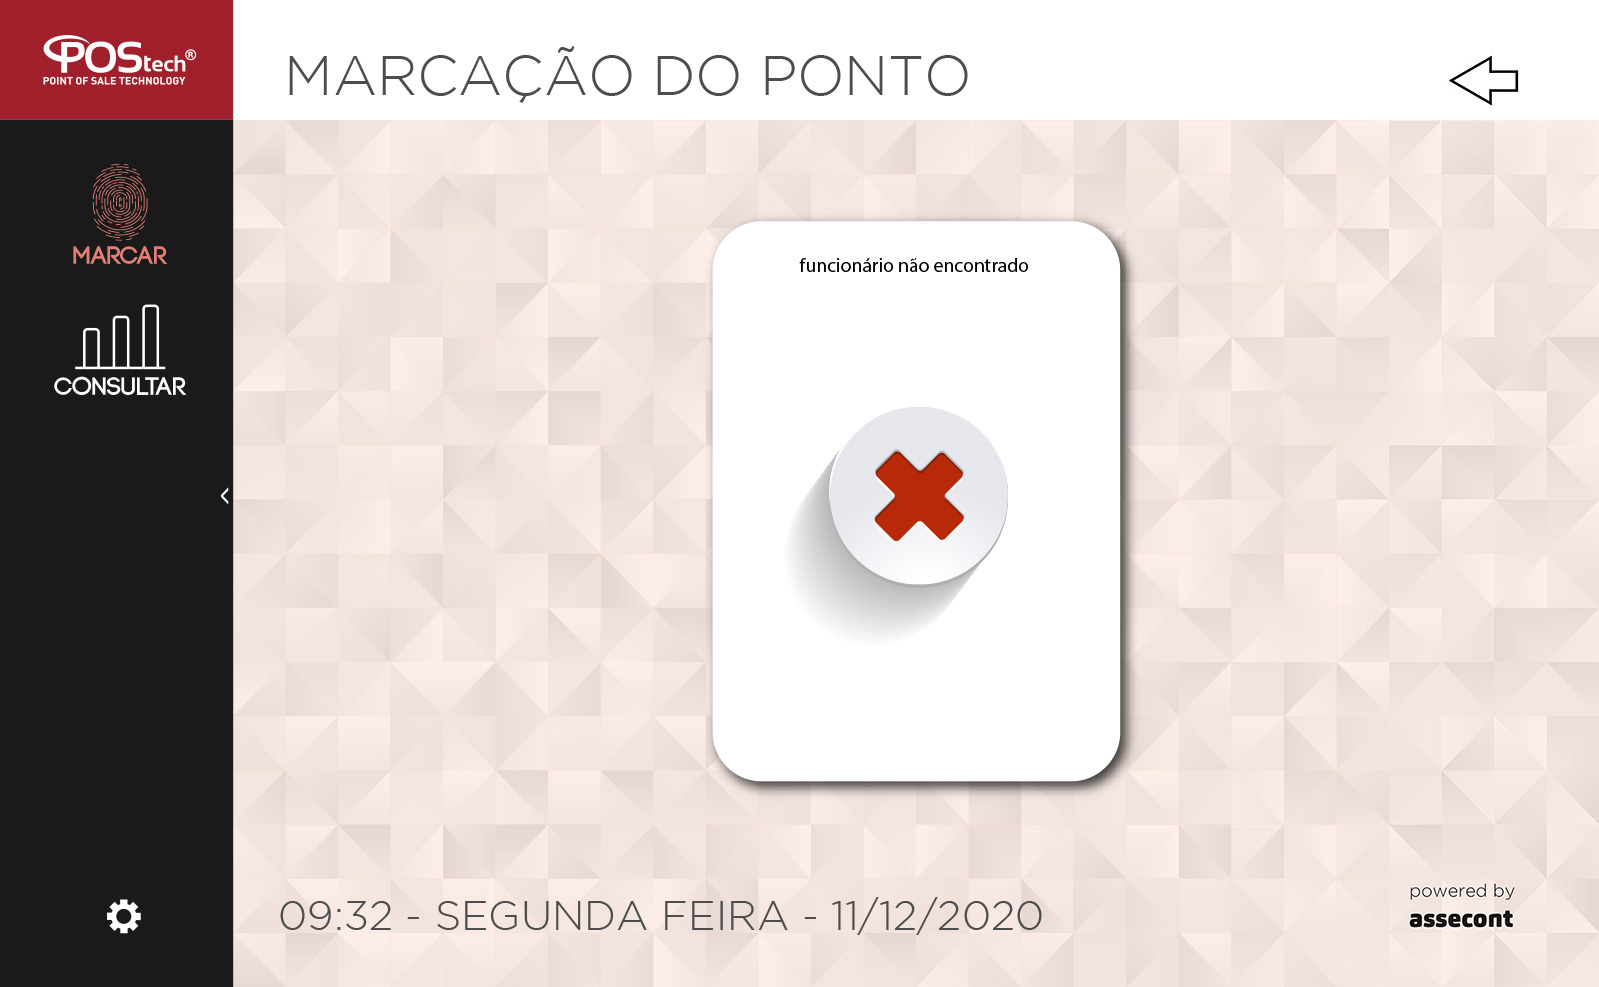 POStech®
POINT OF SALE TECHNOLOGY
MARCAÇÃO DO PONTO
MARCAR
CONSULTAR
funcionário não encontrado
09:32 - SEGUNDA FEIRA - 11/12/2020
powered by
assecont